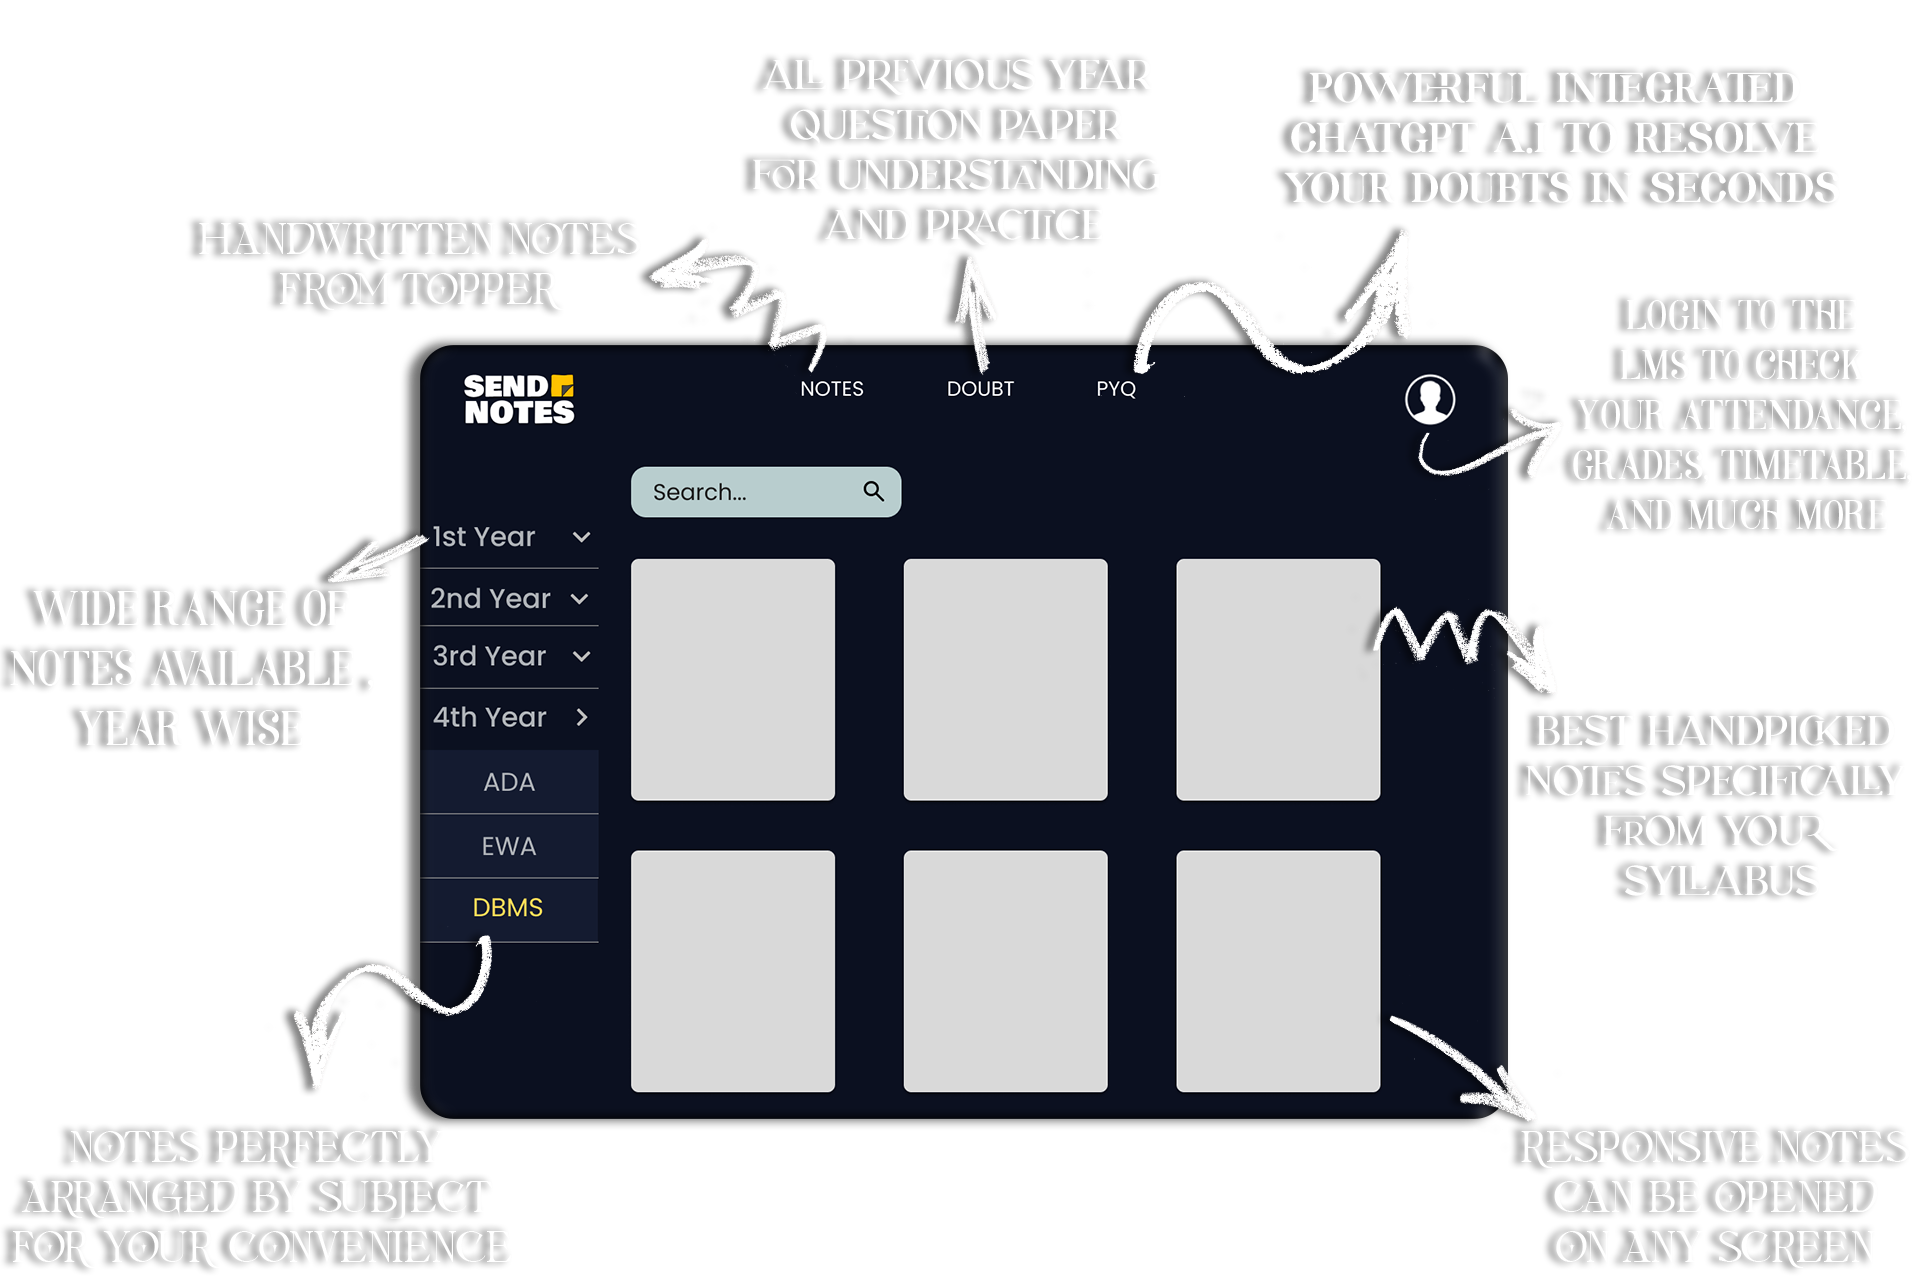 ALL PREVIOUS YEAR
QUESTION PAPER
FOR UNDERSTANDING
AND PRACTICE
POWERFUL INTEGRATED
CHATGPT A.I TO RESOLVE
YOUR DOUBTS IN SECONDS
HANDWRITTEN NOTES
FROM TOPPER
LOGIN TO THE
LMS TO CHECK
YOUR ATTENDANCE
GRADES, TIMETABLE
AND MUCH MORE
SEND
NOTES
NOTES
DOUBT
PYQ
Search...
1st Year
2nd Year
3rd Year
4th Year
ADA
EWA
DBMS
WIDE RANGE OF
NOTES AVAILABLE,
YEAR WISE
BEST HANDPICKED
NOTES SPECIFICALLY
FROM YOUR
SYLLABUS
NOTES PERFECTLY
ARRANGED BY SUBJECT
FOR YOUR CONVENIENCE
RESPONSIVE NOTES
CAN BE OPENED
ON ANY SCREEN